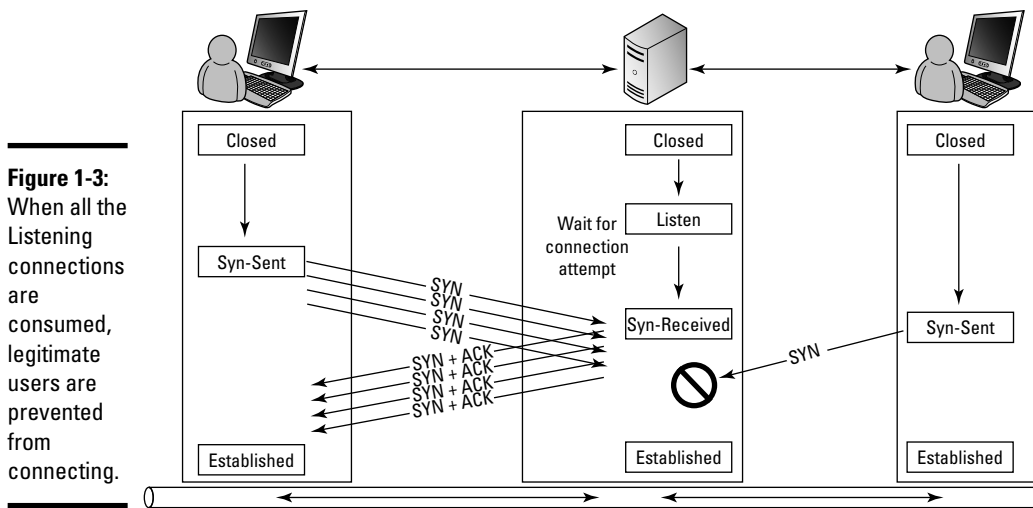 Figure 1-3:
When all the
Listening
connections
are
consumed,
legitimate
users are
prevented
from
connecting.
Closed
Syn-Sent
Established
SYN
SYN
SYN
SYN
SYN + ACK
SYN + ACK
SYN + ACK
SYN + ACK
Closed
Listen
Wait for
connection
attempt
Syn-Received
Established
SYN
Closed
Syn-Sent
Established